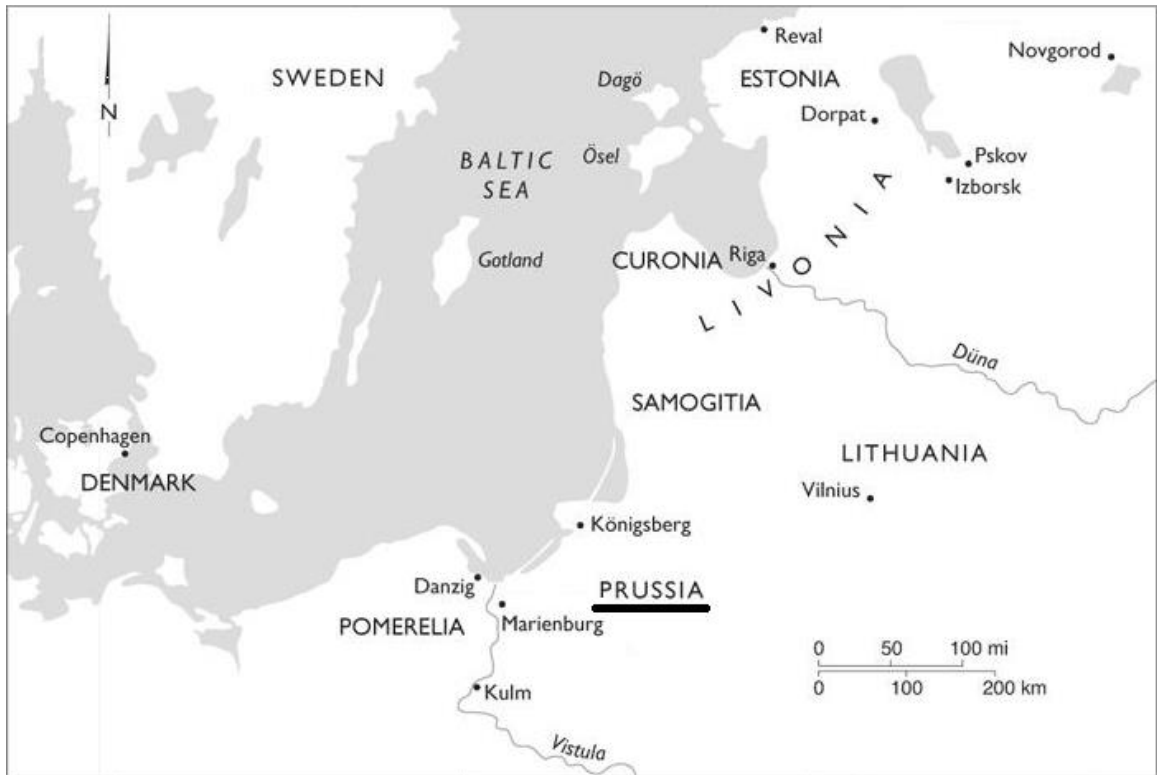 Reval
Novgorod
SWEDEN
Dagö
ESTONIA
N
Dorpat
BALTIC
SEA
Ösel
Pskov
Izborsk
LIVONIA
Gotland
CURONIA
Riga
Düna
SAMOGITIA
Copenhagen
DENMARK
LITHUANIA
Vilnius
Königsberg
Danzig
PRUSSIA
POMERELIA
Marienburg
0 50 100 mi
0 100 200 km
Kulm
Vistula